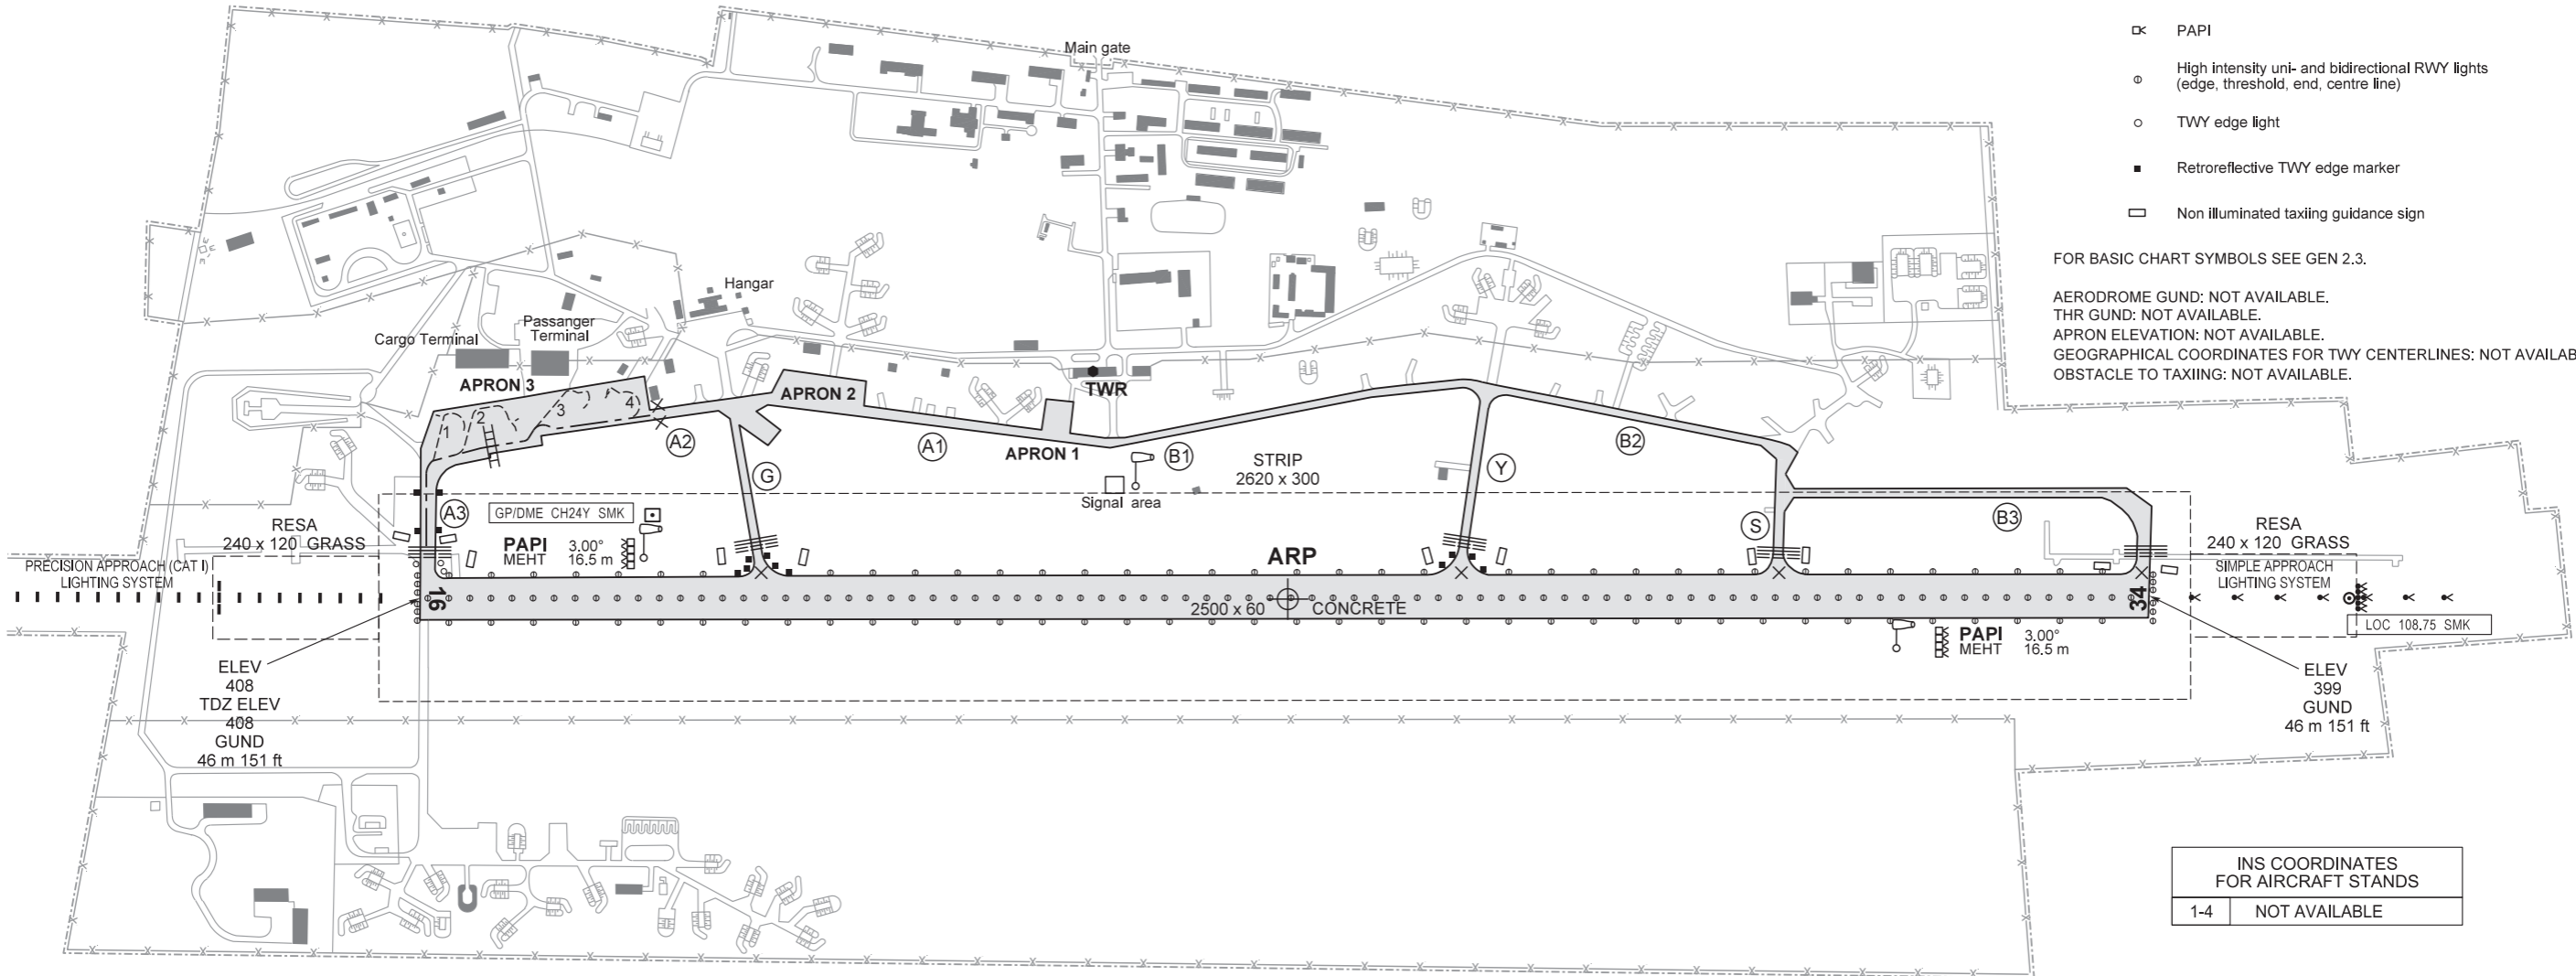 Main gate
PAPI
High intensity uni- and bidirectional RWY lights
(edge, threshold, end, centre line)
TWY edge light
Retroreflective TWY edge marker
Non illuminated taxiing guidance sign
FOR BASIC CHART SYMBOLS SEE GEN 2.3.
AERODROME GUND: NOT AVAILABLE.
THR GUND: NOT AVAILABLE.
APRON ELEVATION: NOT AVAILABLE.
GEOGRAPHICAL COORDINATES FOR TWY CENTERLINES: NOT AVAILAB
OBSTACLE TO TAXIING: NOT AVAILABLE.
Hangar
Passanger
Terminal
Cargo Terminal
APRON 3
APRON 2
TWR
1
2
3
4
A2
A1
APRON 1
B1
B2
G
Y
STRIP
2620 x 300
Signal area
A3
GP/DME CH24Y SMK
S
B3
RESA
240 x 120 GRASS
PRECISION APPROACH (CAT I)
LIGHTING SYSTEM
PAPI 3.00°
MEHT 16.5 m
ARP
RESA
240 x 120 GRASS
SIMPLE APPROACH
LIGHTING SYSTEM
16
2500 x 60 CONCRETE
34
LOC 108.75 SMK
PAPI 3.00°
MEHT 16.5 m
ELEV
408
TDZ ELEV
408
GUND
46 m 151 ft
ELEV
399
GUND
46 m 151 ft
INS COORDINATES
FOR AIRCRAFT STANDS
1-4 NOT AVAILABLE